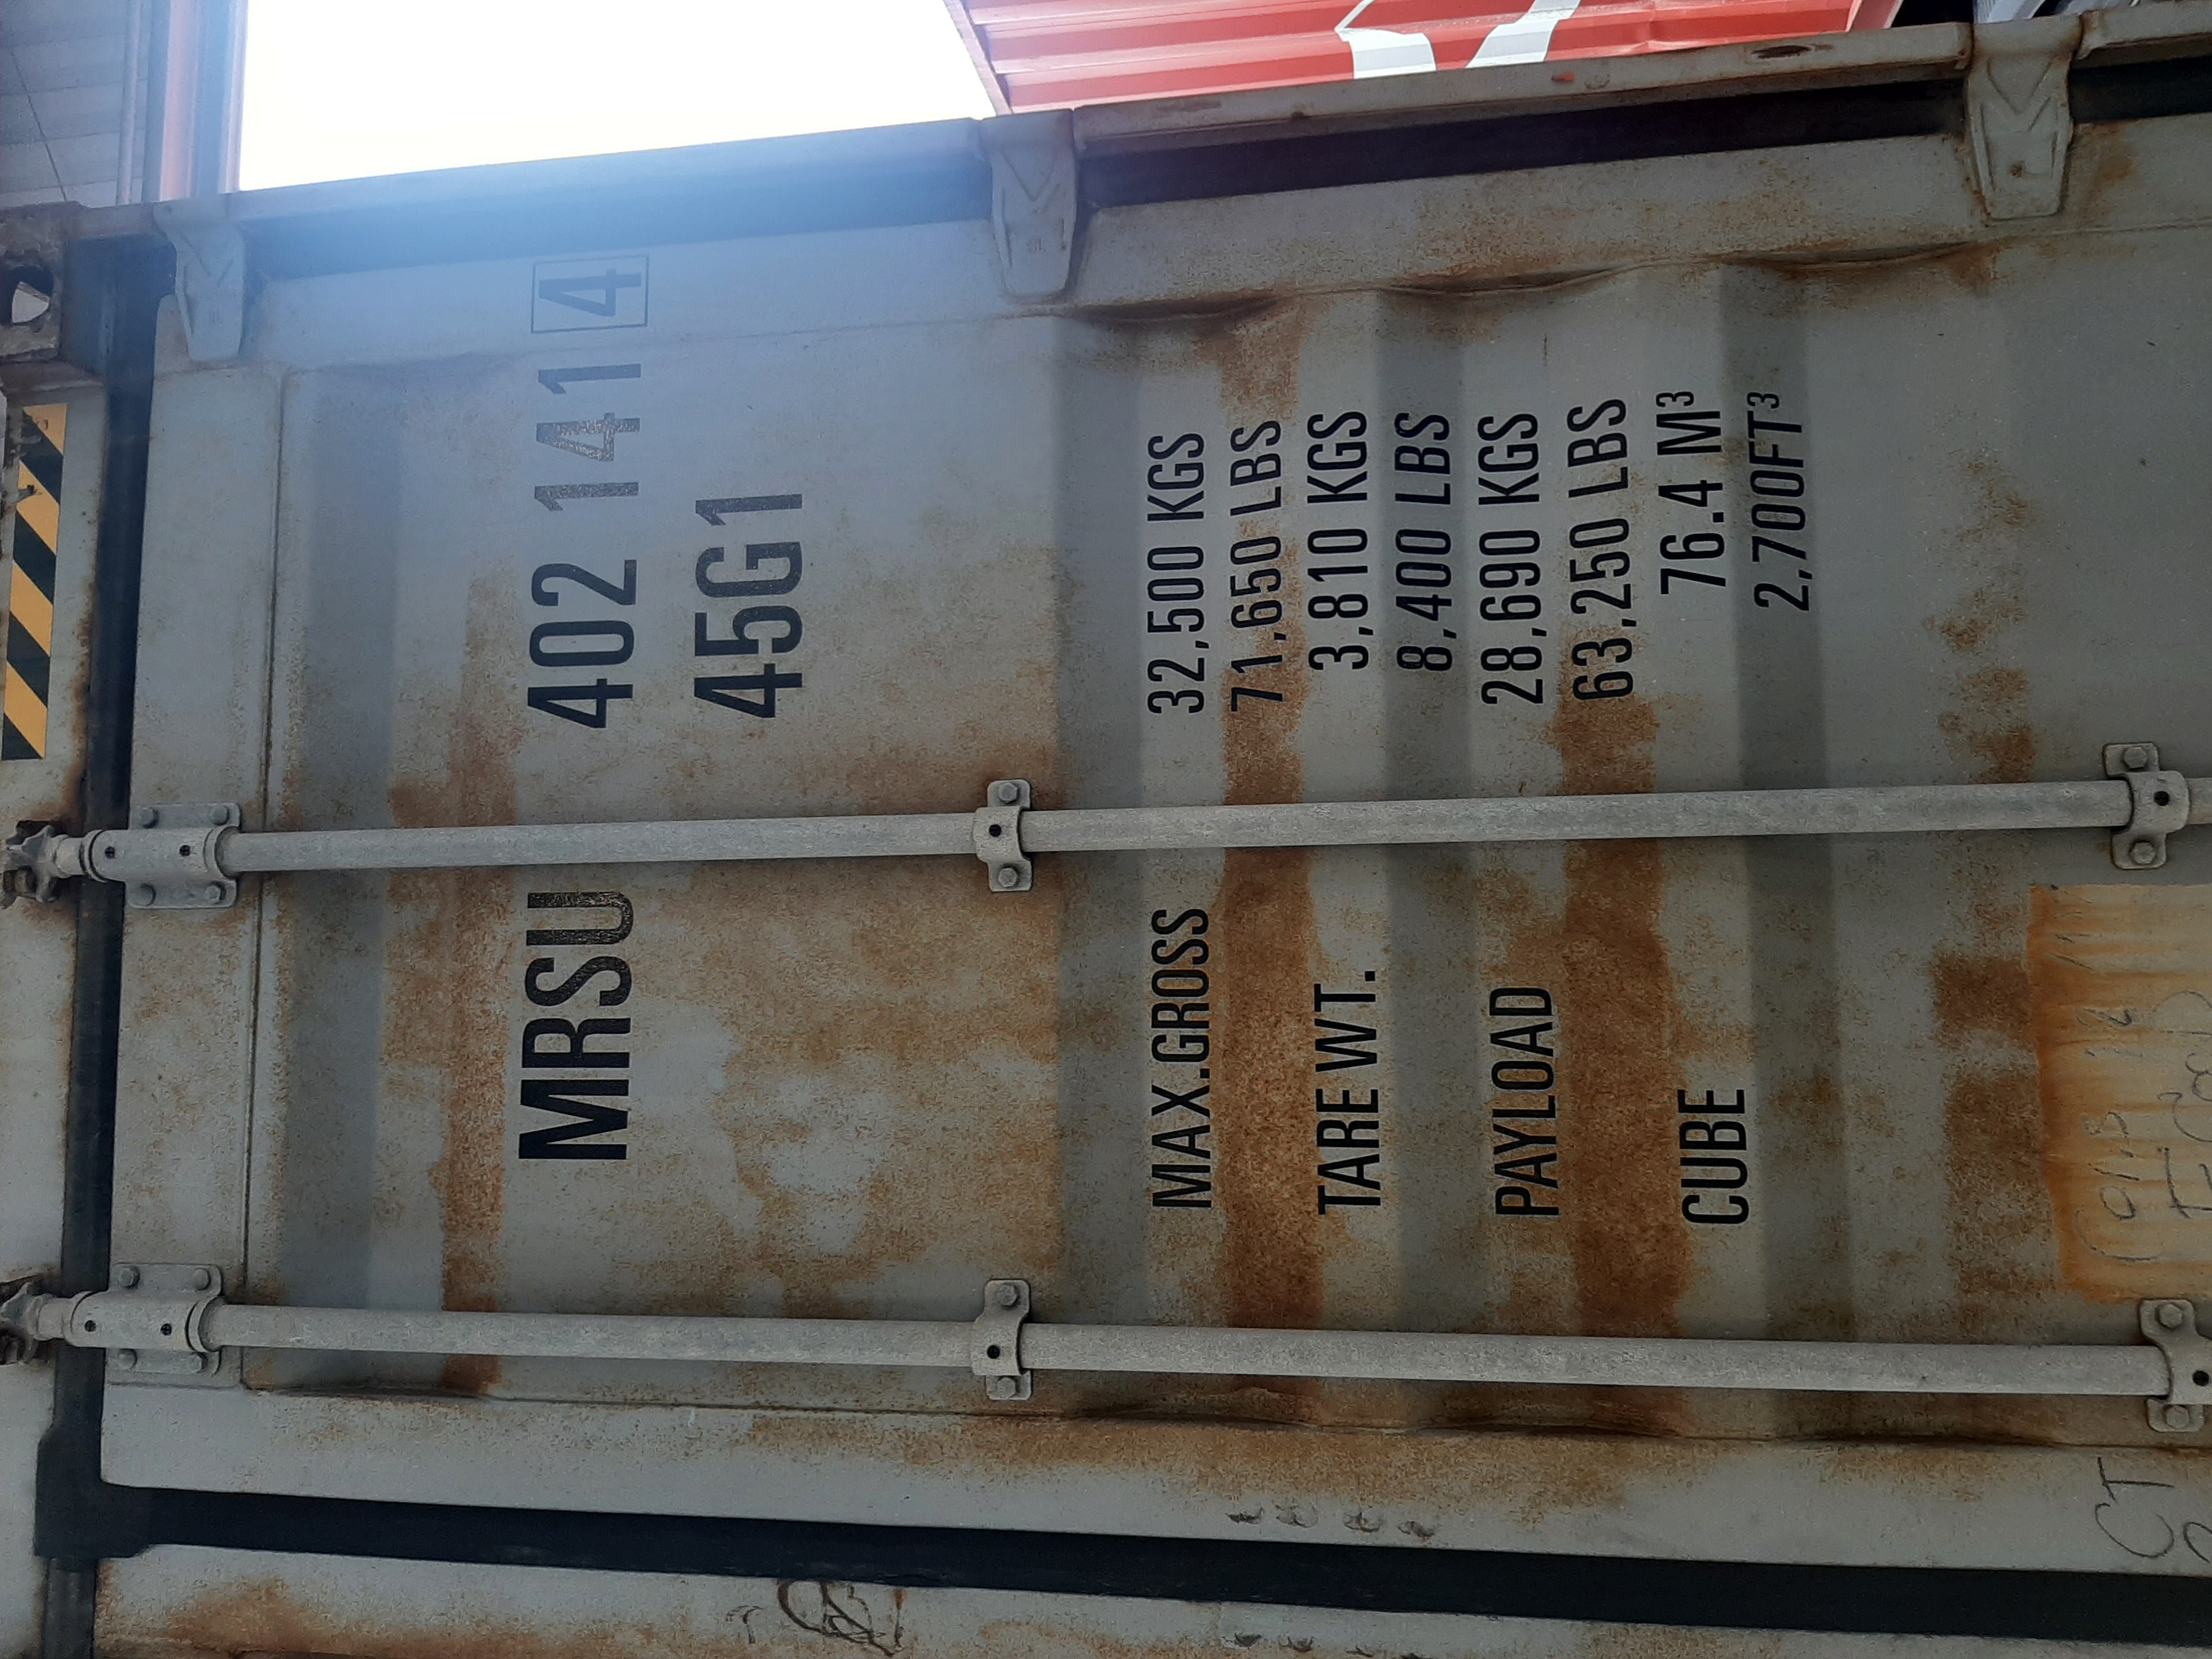 MRSU 402 141 4
45G1
MAX.GROSS 32,500 KGS
71,650 LBS
TARE WT. 3,810 KGS
8,400 LBS
PAYLOAD 28,690 KGS
63,250 LBS
CUBE 76.4 M³
2,700FT³
CT